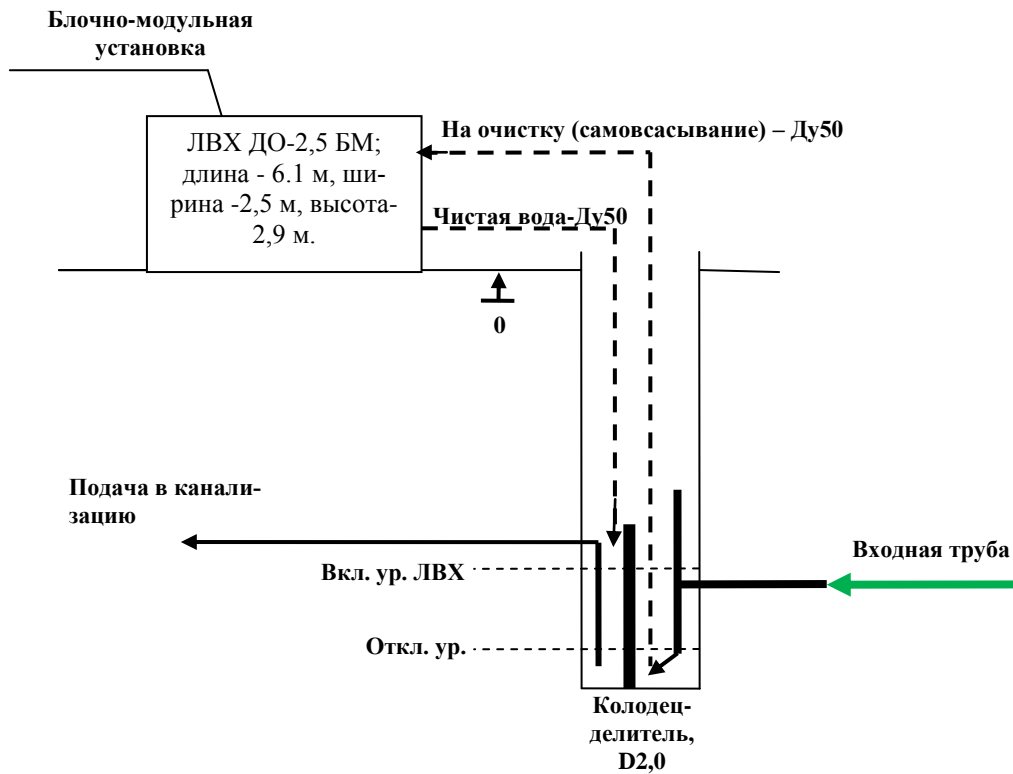 Блочно-модульная
установка
ЛВХ ДО-2,5 БМ;
длина - 6.1 м, ши-
рина -2,5 м, высота-
2,9 м.
На очистку (самовсасывание) – Ду50
Чистая вода-Ду50
0
Подача в канали-
зацию
Вкл. ур. ЛВХ
Откл. ур.
Входная труба
Колодец-
делитель,
D2,0